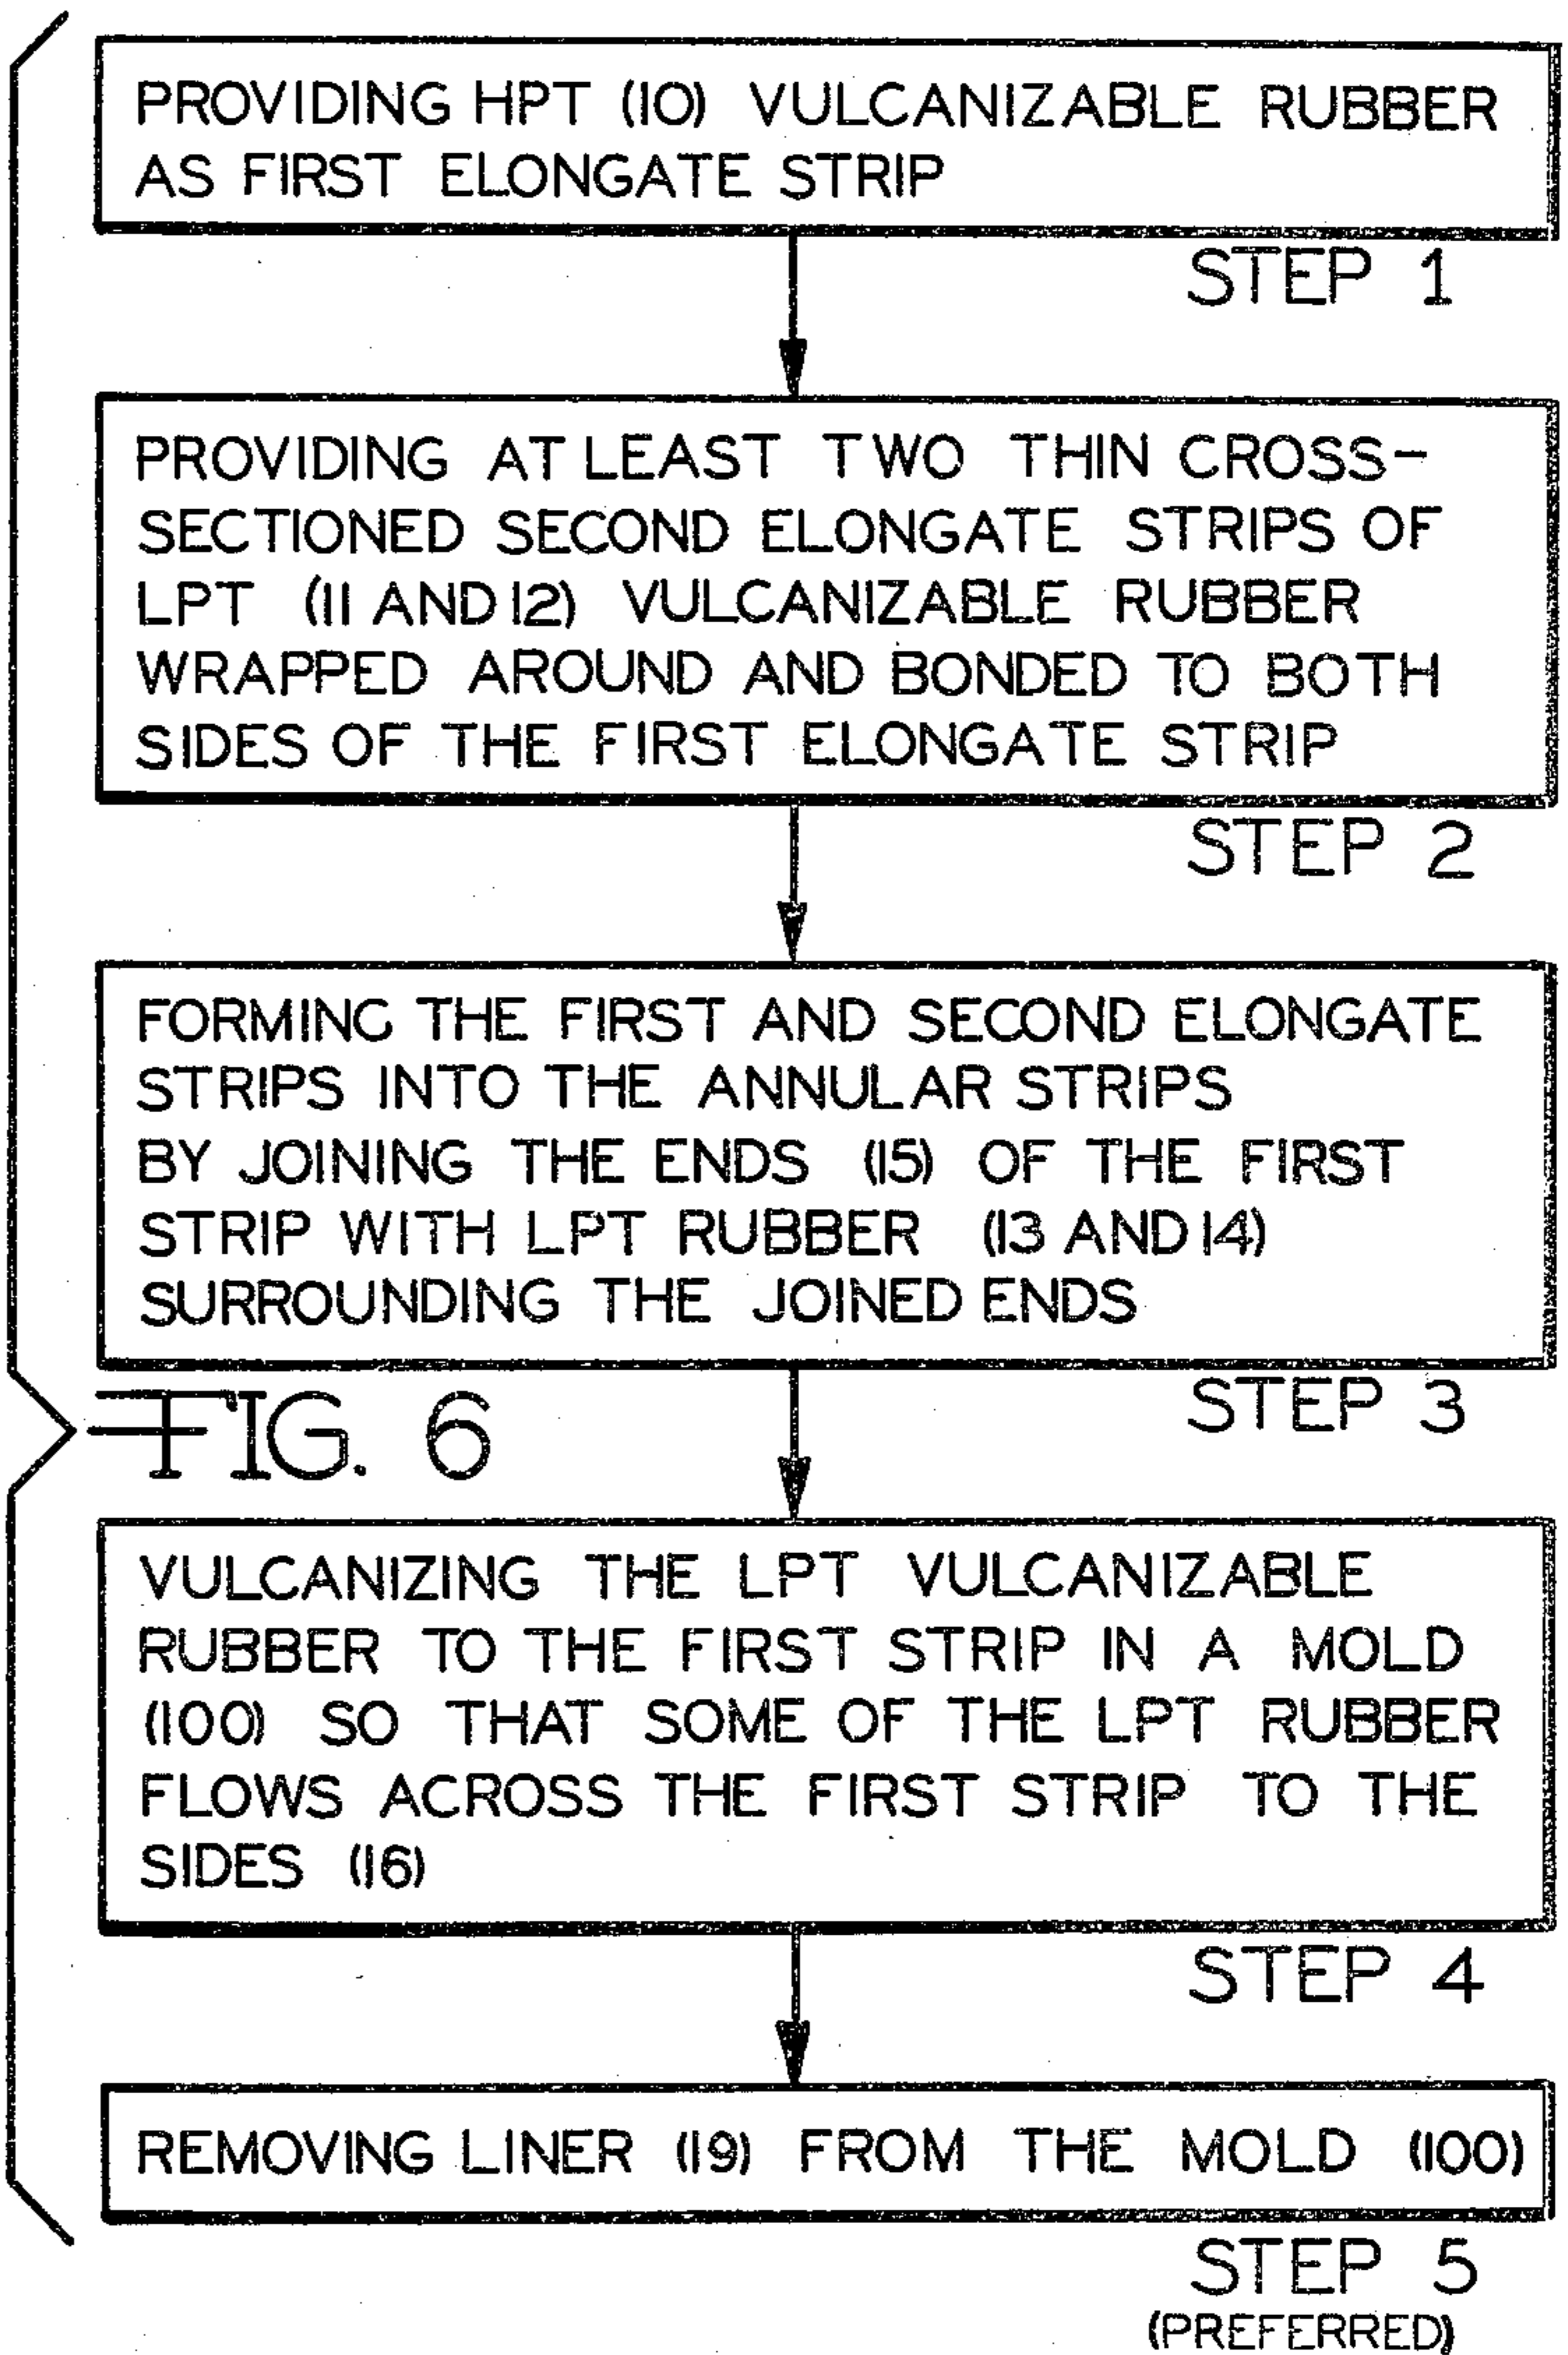 PROVIDING HPT (10) VULCANIZABLE RUBBER
AS FIRST ELONGATE STRIP
STEP 1
PROVIDING AT LEAST TWO THIN CROSS-
SECTIONED SECOND ELONGATE STRIPS OF
LPT (11 AND 12) VULCANIZABLE RUBBER
WRAPPED AROUND AND BONDED TO BOTH
SIDES OF THE FIRST ELONGATE STRIP
STEP 2
FORMING THE FIRST AND SECOND ELONGATE
STRIPS INTO THE ANNULAR STRIPS
BY JOINING THE ENDS (15) OF THE FIRST
STRIP WITH LPT RUBBER (13 AND 14)
SURROUNDING THE JOINED ENDS
STEP 3
FIG. 6
VULCANIZING THE LPT VULCANIZABLE
RUBBER TO THE FIRST STRIP IN A MOLD
(100) SO THAT SOME OF THE LPT RUBBER
FLOWS ACROSS THE FIRST STRIP TO THE
SIDES (16)
STEP 4
REMOVING LINER (19) FROM THE MOLD (100)
STEP 5
(PREFERRED)